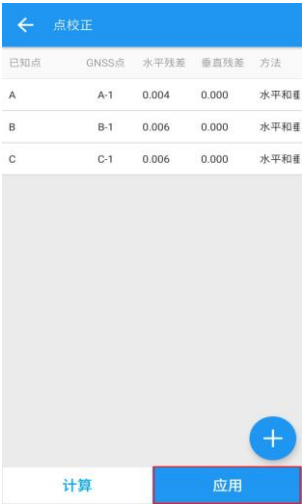 ← 点校正
已知点 GNSS点 水平残差 垂直残差 方法
A A-1 0.004 0.000 水平和
B B-1 0.006 0.000 水平和
C C-1 0.006 0.000 水平和
+
计算 应用